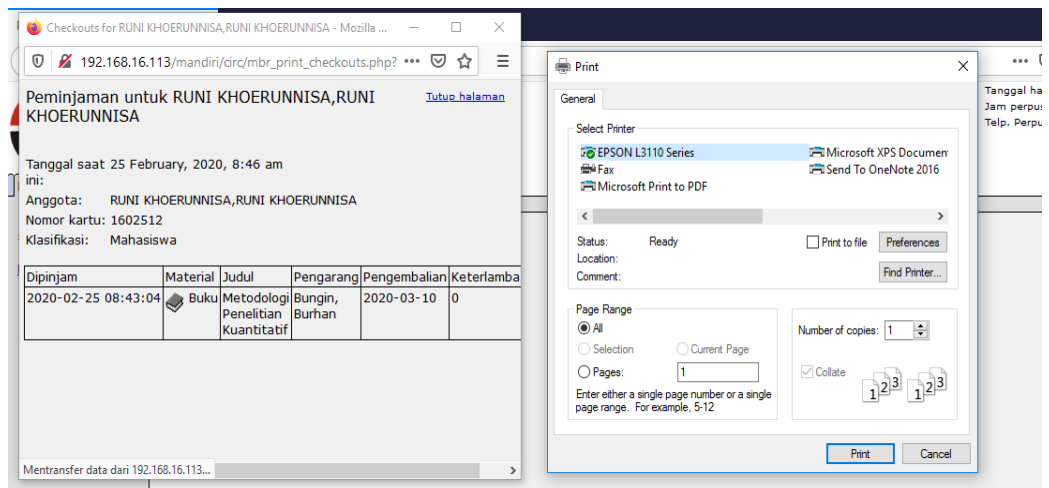 Checkouts for RUNI KHOERUNNISA,RUNI KHOERUNNISA - Mozilla ...
192.168.16.113/mandiri/circ/mbr_print_checkouts.php?
Peminjaman untuk RUNI KHOERUNNISA,RUNI
KHOERUNNISA
Tutup halaman
Tanggal saat 25 February, 2020, 8:46 am
ini:
Anggota: RUNI KHOERUNNISA,RUNI KHOERUNNISA
Nomor kartu: 1602512
Klasifikasi: Mahasiswa
Dipinjam Material Judul Pengarang Pengembalian Keterlamba
2020-02-25 08:43:04 Buku Metodologi Bungin, 2020-03-10 0
Penelitian Burhan
Kuantitatif
Mentransfer data dari 192.168.16.113...
Print
General
Select Printer
EPSON L3110 Series Microsoft XPS Documen
Fax Send To OneNote 2016
Microsoft Print to PDF
Status: Ready Print to file Preferences
Location:
Comment: Find Printer...
Page Range
All Number of copies: 1
Selection Current Page
Pages: 1 Collate
1 2 3 1 2 3
Enter either a single page number or a single
page range. For example, 5-12
Print Cancel
Tanggal ha
Jam perpus
Telp. Perpu